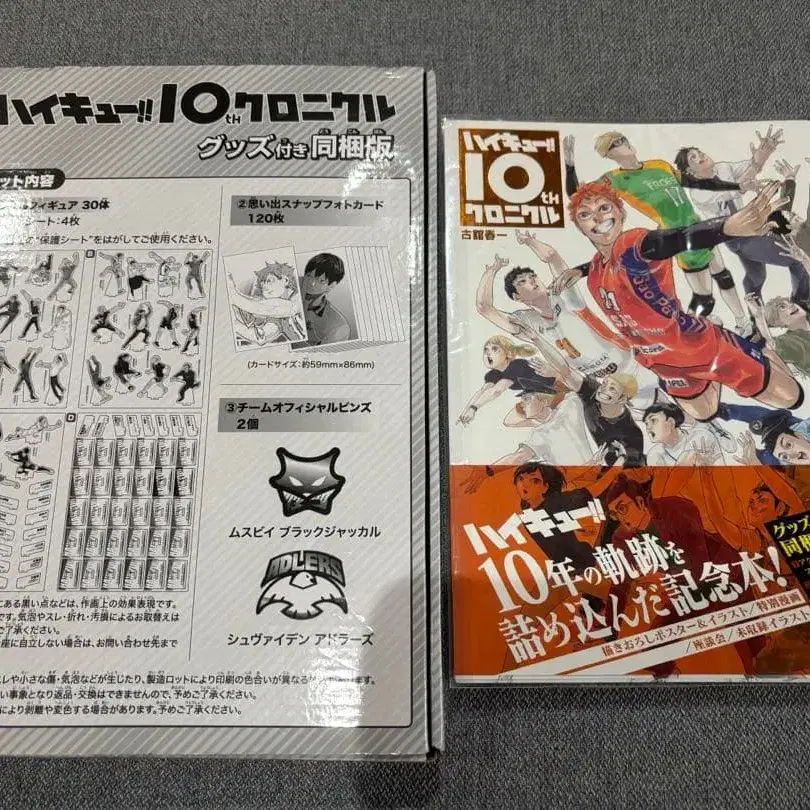 ハイキュー!! 10th クロニクル
グッズ付き同梱版
ット内容
フィギュア 30体
ート：4枚
"保護シート"をはがしてご使用ください。
B
D
②思い出スナップフォトカード
120枚
(カードサイズ：約59mm×86mm)
③チームオフィシャルピンズ
2個
ムスビイ ブラックジャッカル
ADLERS
シュヴァイデン アドラーズ
にある黒い点などは、作画上の効果表現です。
です。気泡やスレ・折れ・汚損によるお取替えは
ご了承ください。
座に自立しない場合は、お問い合わせ先まで
レや小さな傷・気泡などが生じたり、製造ロットにより印刷の色合いが異なる
い事象となり返品・交換はできませんので、予めご了承ください。
により剥離や変色する場合があります。予めご了承ください。
ハイキュー!!
10th
クロニクル
古舘春一
17
ハイキュー!!
10年の軌跡を
詰め込んだ記念本!
描きおろしポスター&イラスト/特別漫画
/座談会/未収録イラスト
グッズ
同梱